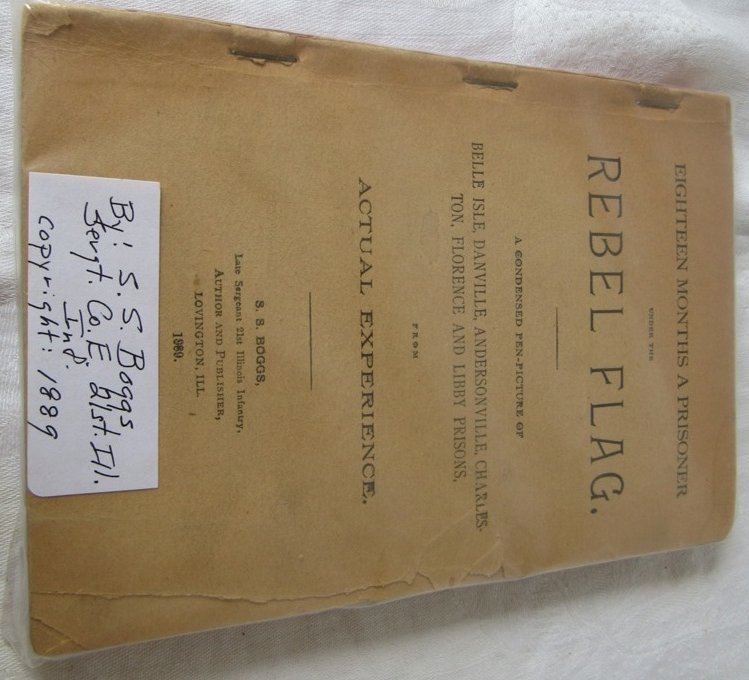 EIGHTEEN MONTHS A PRISONER
UNDER THE
REBEL FLAG.
A CONDENSED PEN-PICTURE OF
BELLE ISLE, DANVILLE, ANDERSONVILLE, CHARLES-
TON, FLORENCE AND LIBBY PRISONS,
FROM
ACTUAL EXPERIENCE.
S. S. BOGGS,
Late Sergeant 21st Illinois Infantry,
AUTHOR AND PUBLISHER,
LOVINGTON, ILL.
1889.
By: S. S. Boggs
Sergt. Co. E 21st. Ill.
Inf.
Copyright: 1889